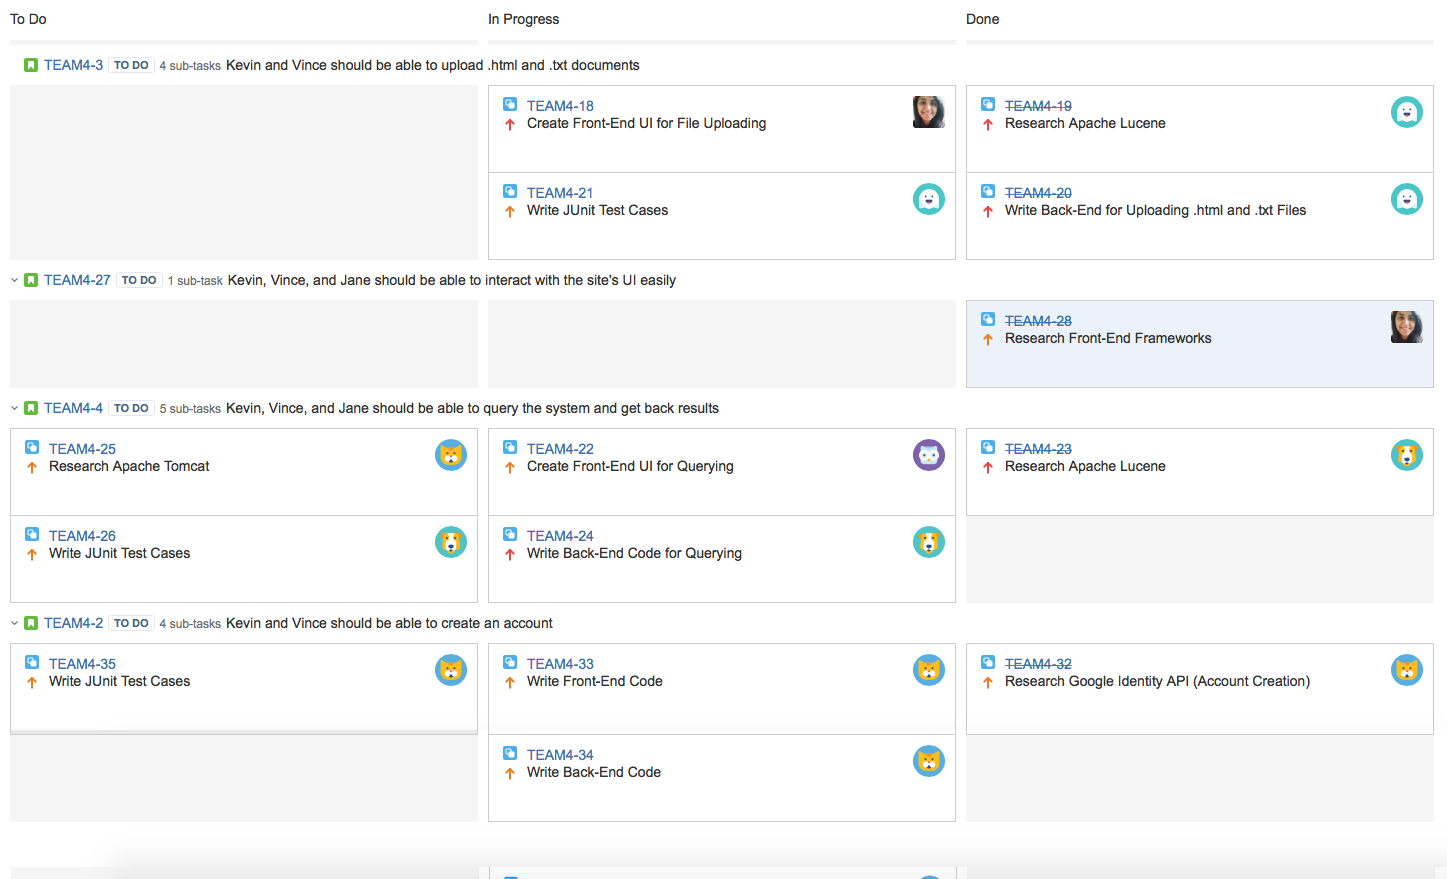 To Do
In Progress
Done
TEAM4-3 TO DO 4 sub-tasks Kevin and Vince should be able to upload .html and .txt documents
TEAM4-18
Create Front-End UI for File Uploading
TEAM4-19
Research Apache Lucene
TEAM4-21
Write JUnit Test Cases
TEAM4-20
Write Back-End for Uploading .html and .txt Files
TEAM4-27 TO DO 1 sub-task Kevin, Vince, and Jane should be able to interact with the site's UI easily
TEAM4-28
Research Front-End Frameworks
TEAM4-4 TO DO 5 sub-tasks Kevin, Vince, and Jane should be able to query the system and get back results
TEAM4-25
Research Apache Tomcat
TEAM4-22
Create Front-End UI for Querying
TEAM4-23
Research Apache Lucene
TEAM4-26
Write JUnit Test Cases
TEAM4-24
Write Back-End Code for Querying
TEAM4-2 TO DO 4 sub-tasks Kevin and Vince should be able to create an account
TEAM4-35
Write JUnit Test Cases
TEAM4-33
Write Front-End Code
TEAM4-32
Research Google Identity API (Account Creation)
TEAM4-34
Write Back-End Code